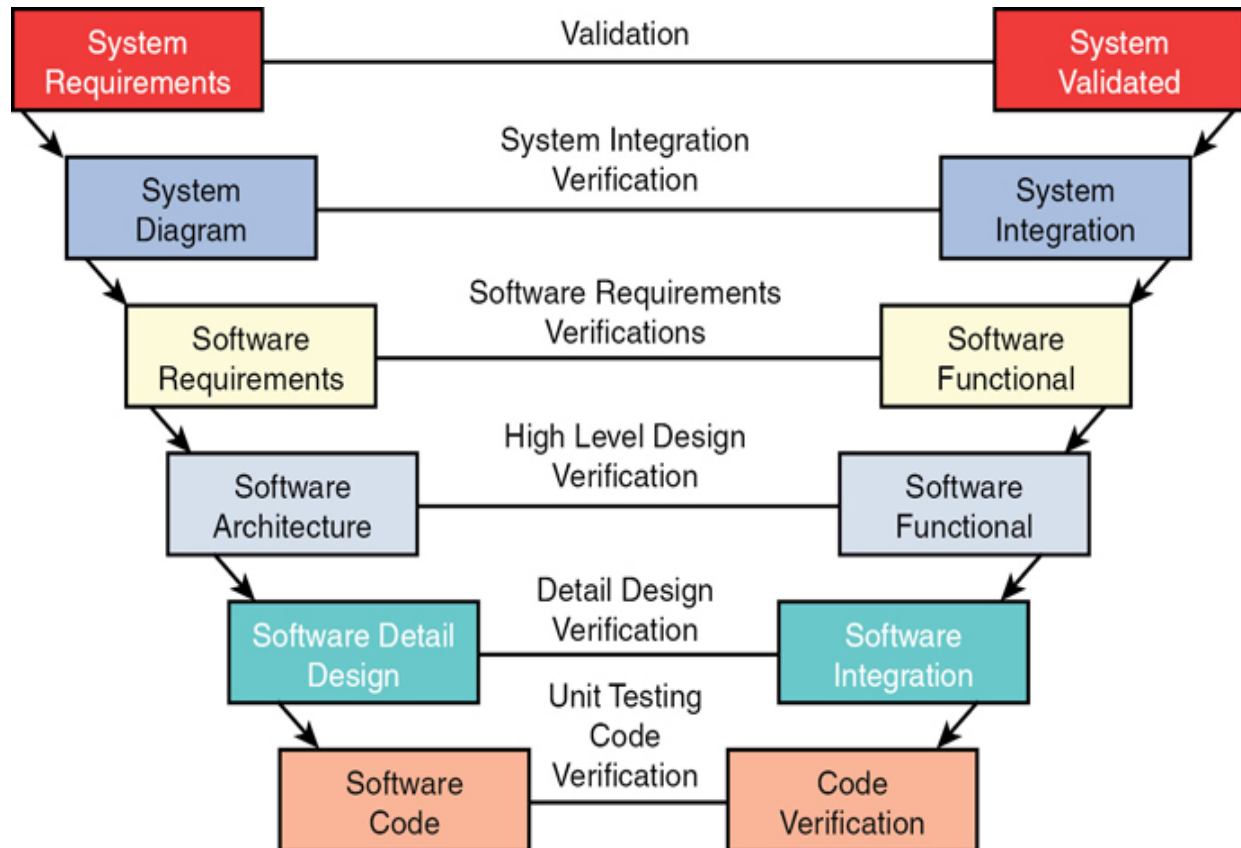 System
Requirements
Validation
System
Validated
System
Diagram
System Integration
Verification
System
Integration
Software
Requirements
Software Requirements
Verifications
Software
Functional
Software
Architecture
High Level Design
Verification
Software
Functional
Software Detail
Design
Detail Design
Verification
Software
Integration
Software
Code
Unit Testing
Code
Verification
Code
Verification